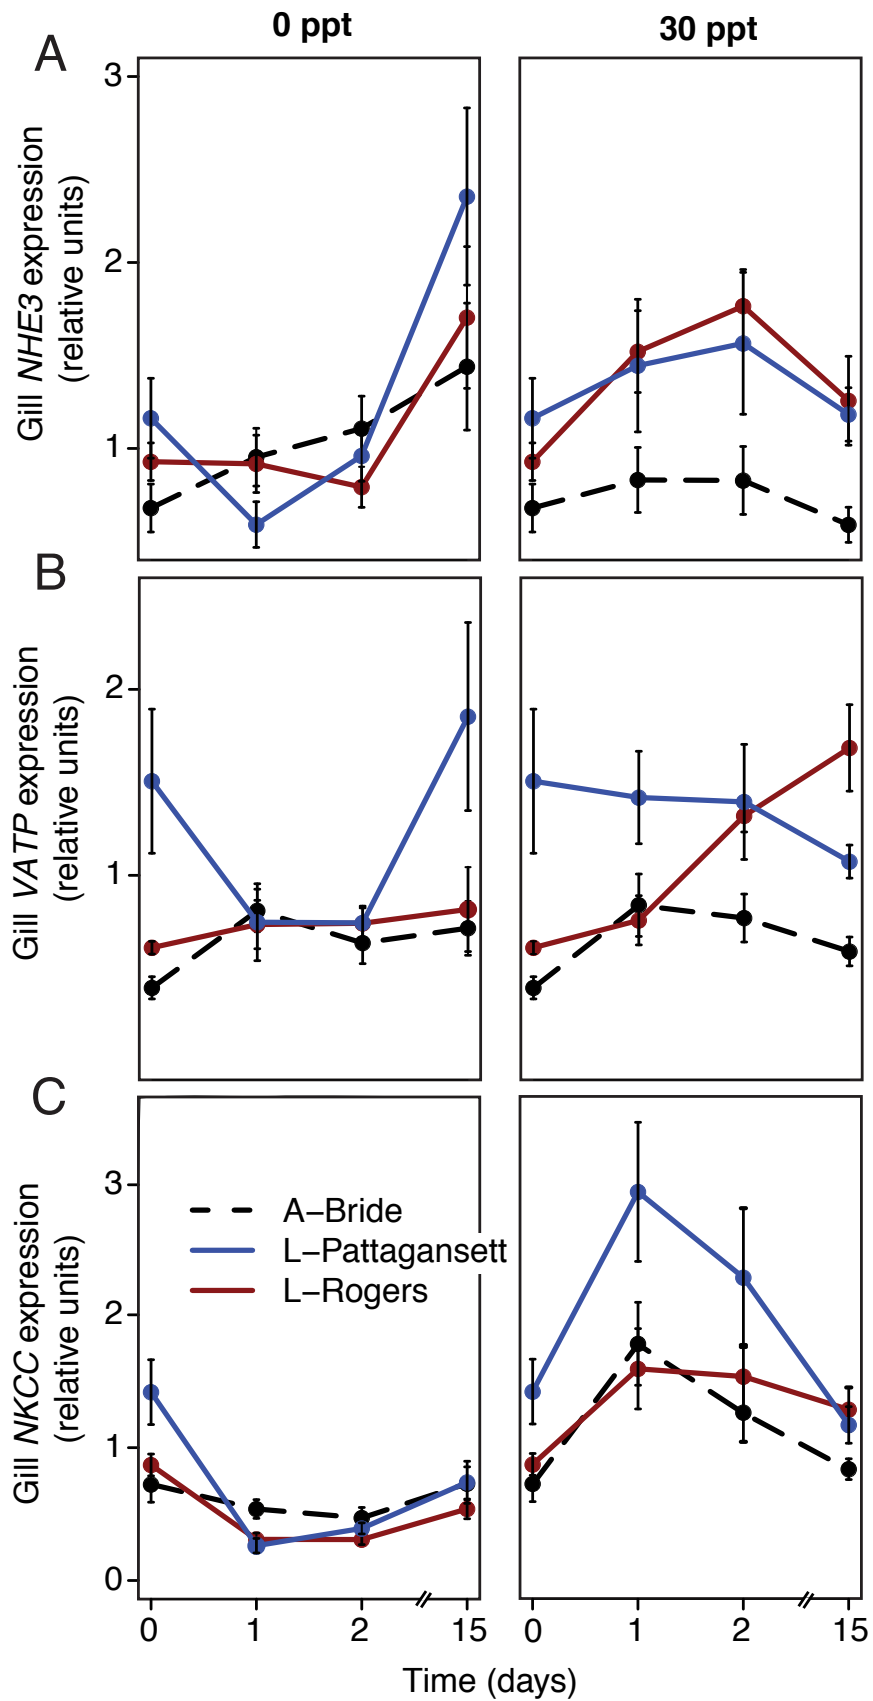 0 ppt
30 ppt
A
Gill NHE3 expression
(relative units)
3
2
1
B
Gill VATP expression
(relative units)
2
1
C
Gill NKCC expression
(relative units)
3
2
1
0
A–Bride
L–Pattagansett
L–Rogers
0 1 2 15
0 1 2 15
Time (days)